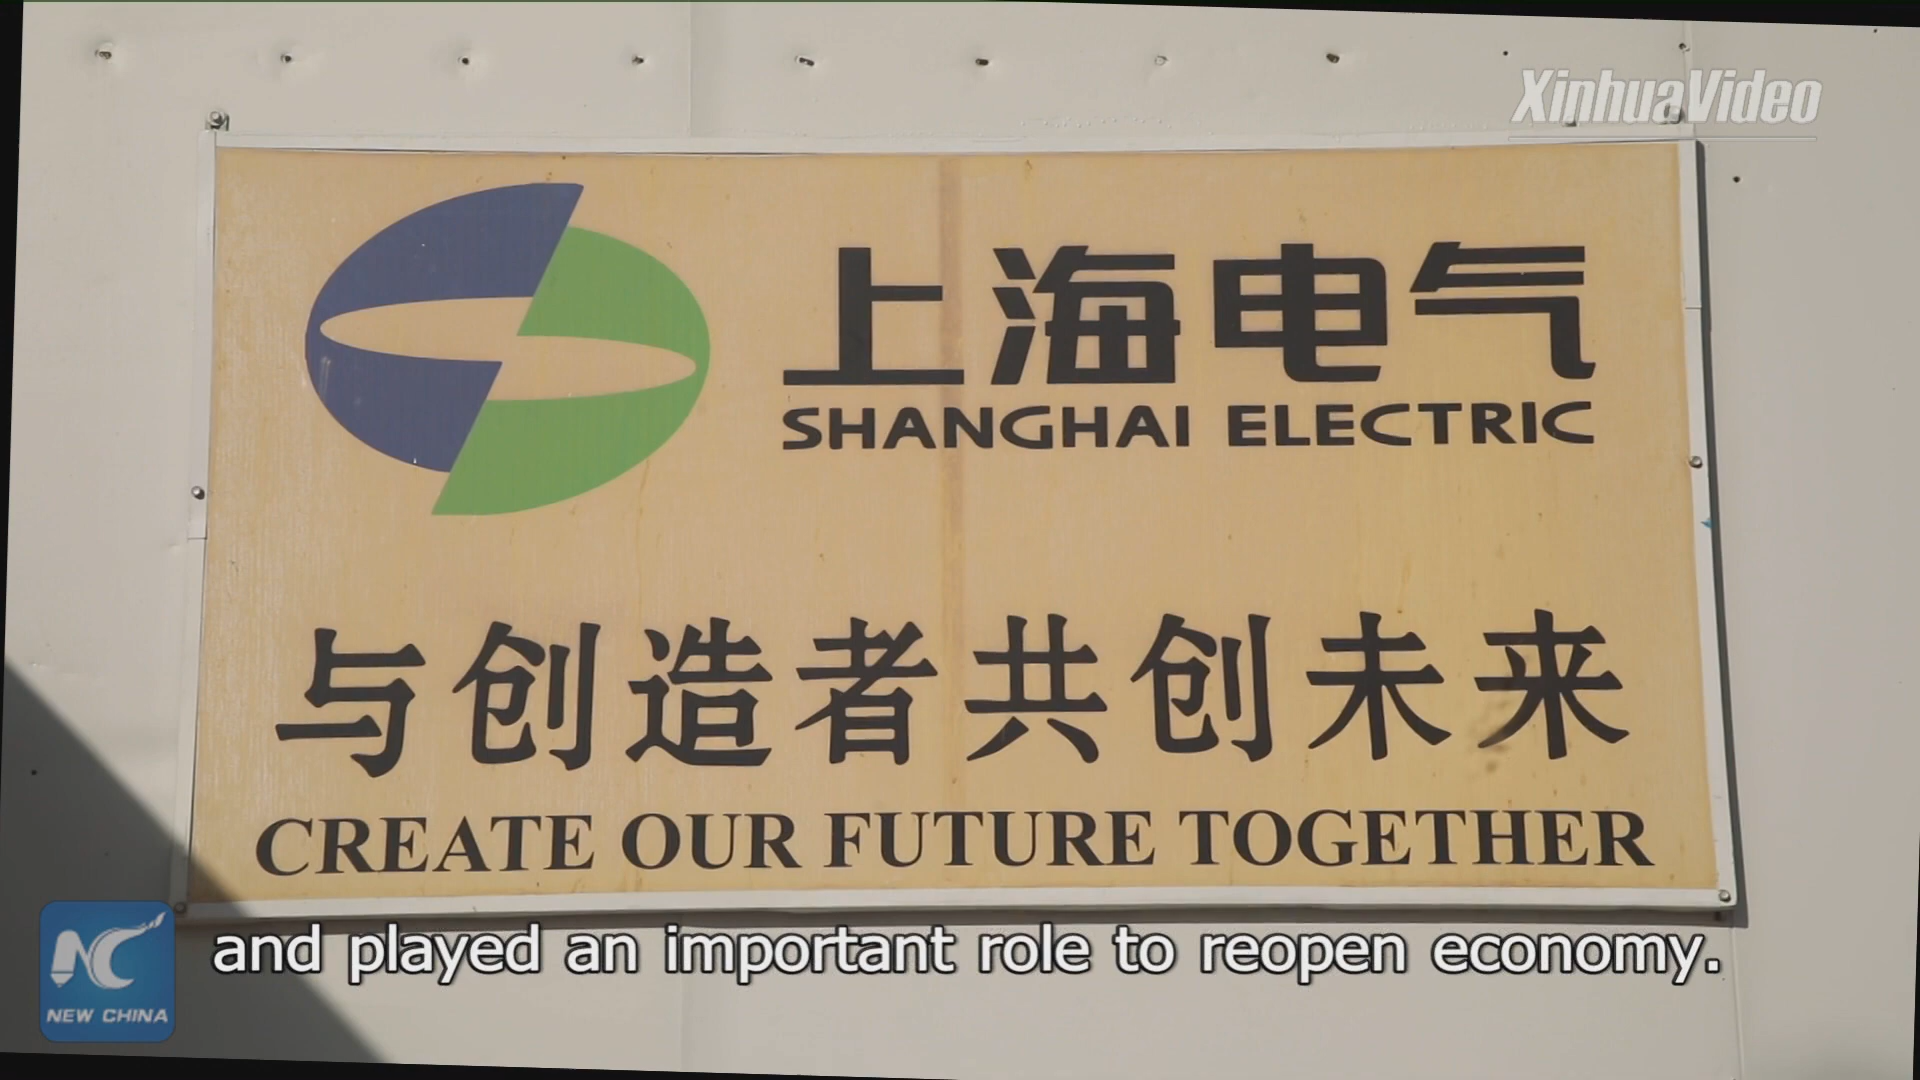 XinhuaVideo
上海电气
SHANGHAI ELECTRIC
与创造者共创未来
CREATE OUR FUTURE TOGETHER
and played an important role to reopen economy.
NC
NEW CHINA